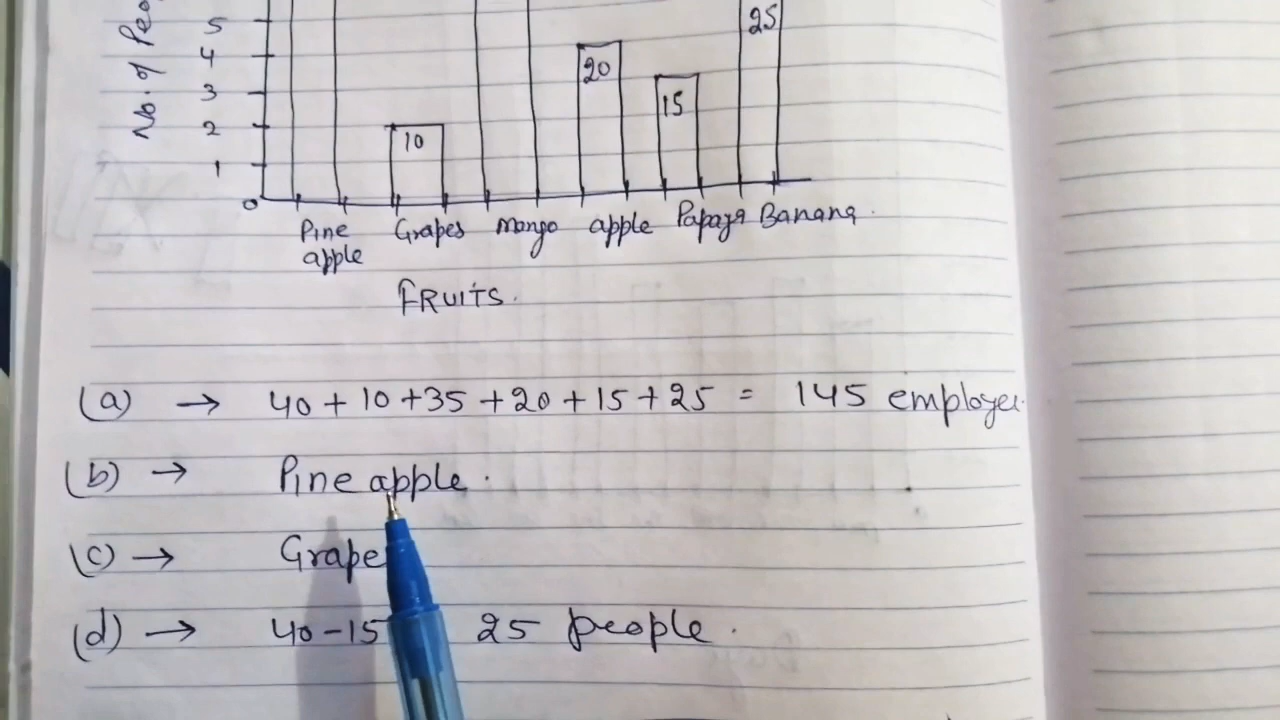 No. of Peo
5
4
3
2
1
0
25
20
15
10
Pine apple Grapes Mango apple Papaya Banana.
FRUITS.
(a) → 40 + 10 + 35 + 20 + 15 + 25 = 145 employe
(b) → Pine apple.
(c) → Grape
(d) → 40 - 15 25 people.